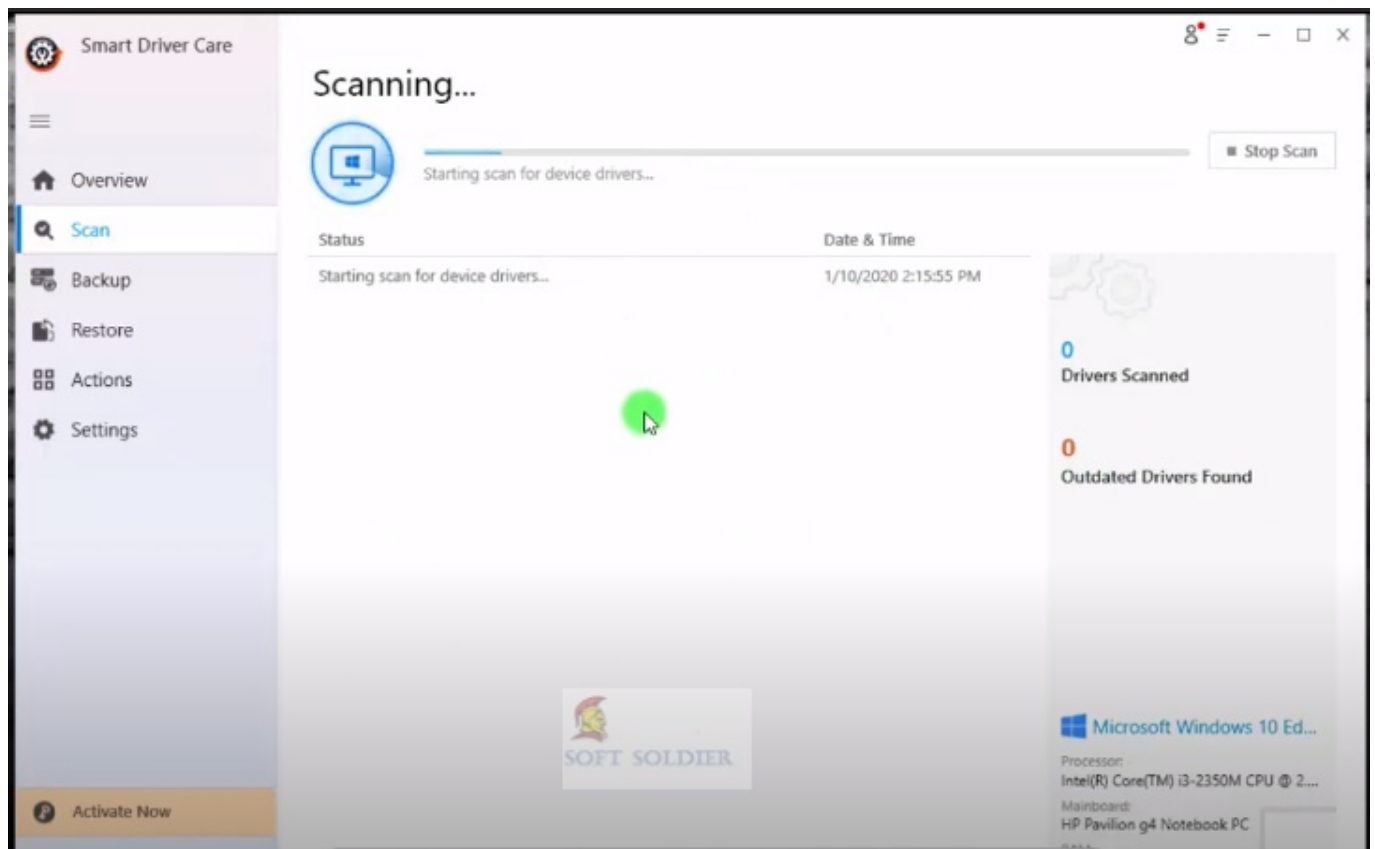 Smart Driver Care
Overview
Scan
Backup
Restore
Actions
Settings
Activate Now
Scanning...
Starting scan for device drivers...
Stop Scan
Status
Date & Time
Starting scan for device drivers...
1/10/2020 2:15:55 PM
0
Drivers Scanned
0
Outdated Drivers Found
Microsoft Windows 10 Ed...
Processor:
Intel(R) Core(TM) i3-2350M CPU @ 2....
Mainboard:
HP Pavilion g4 Notebook PC
SOFT SOLDIER